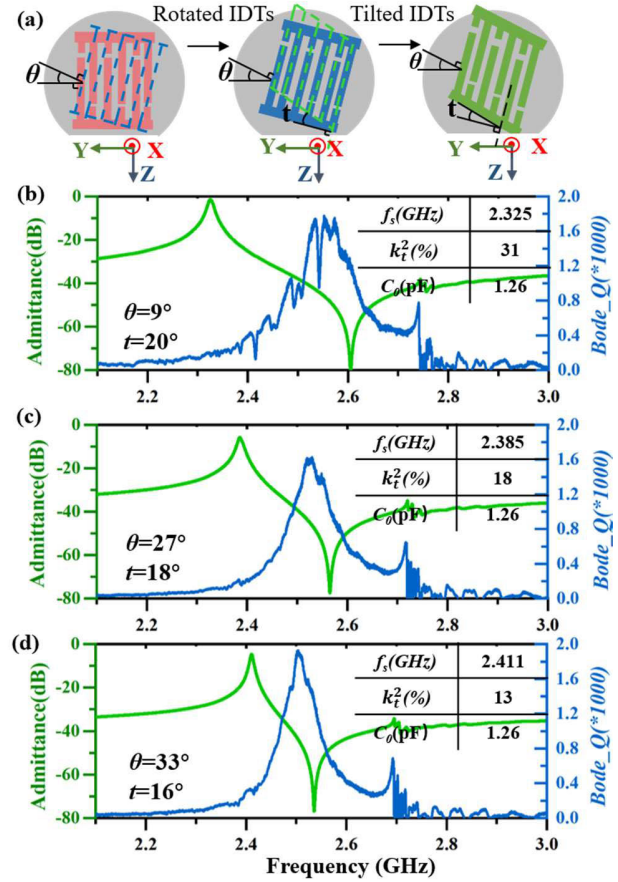 (a) Rotated IDTs Tilted IDTs
θ θ t θ t
Y X Z Y X Z Y X Z
(b)
Admittance(dB)
0
-20
-40
-60
-80
2.2 2.4 2.6 2.8 3.0
θ=9°
t=20°
fs(GHz) 2.325
kt²(%) 31
C0(pF) 1.26
2.0
1.6
1.2
0.8
0.4
0.0
Bode_Q(*1000)
(c)
Admittance(dB)
0
-20
-40
-60
-80
2.2 2.4 2.6 2.8 3.0
θ=27°
t=18°
fs(GHz) 2.385
kt²(%) 18
C0(pF) 1.26
2.0
1.6
1.2
0.8
0.4
0.0
Bode_Q(*1000)
(d)
Admittance(dB)
0
-20
-40
-60
-80
2.2 2.4 2.6 2.8 3.0
θ=33°
t=16°
fs(GHz) 2.411
kt²(%) 13
C0(pF) 1.26
2.0
1.6
1.2
0.8
0.4
0.0
Bode_Q(*1000)
Frequency (GHz)